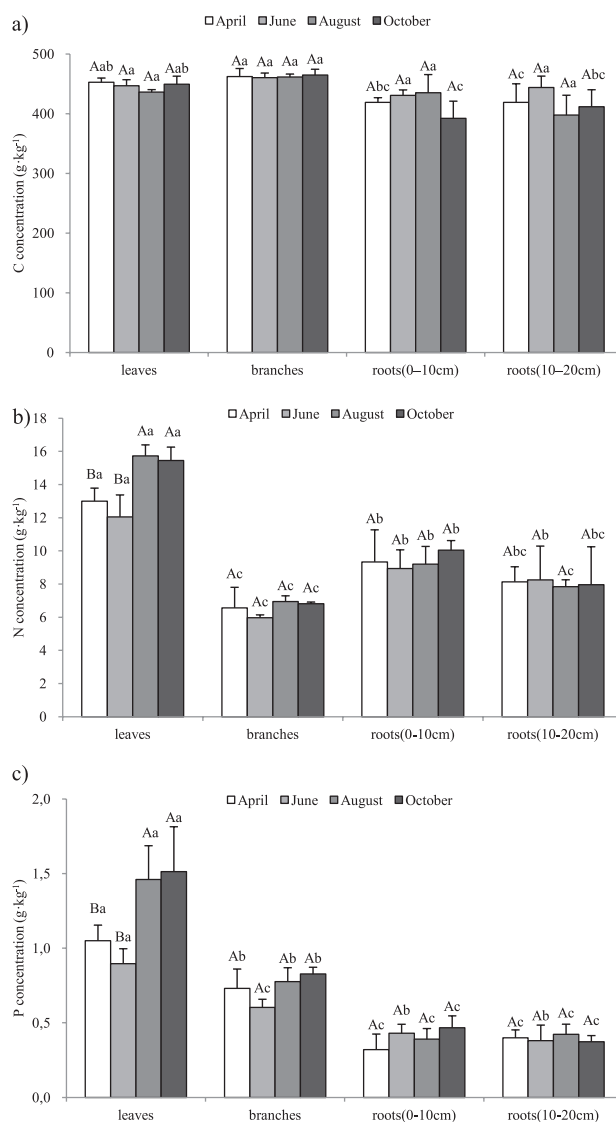 a)
April June August October
C concentration (g·kg⁻¹)
500
400
300
200
100
0
Aab Aa Aa Aab
Aa Aa Aa Aa
Abc Aa Aa Ac
Ac Aa Aa Abc
leaves branches roots(0–10cm) roots(10–20cm)
b)
April June August October
N concentration (g·kg⁻¹)
18
16
14
12
10
8
6
4
2
0
Ba Ba Aa Aa
Ac Ac Ac Ac
Ab Ab Ab Ab
Abc Ab Ac Abc
leaves branches roots(0-10cm) roots(10-20cm)
c)
April June August October
P concentration (g·kg⁻¹)
2,0
1,5
1,0
0,5
0,0
Ba Ba Aa Aa
Ab Ac Ab Ab
Ac Ab Ac Ac
Ac Ab Ac Ac
leaves branches roots(0-10cm) roots(10-20cm)